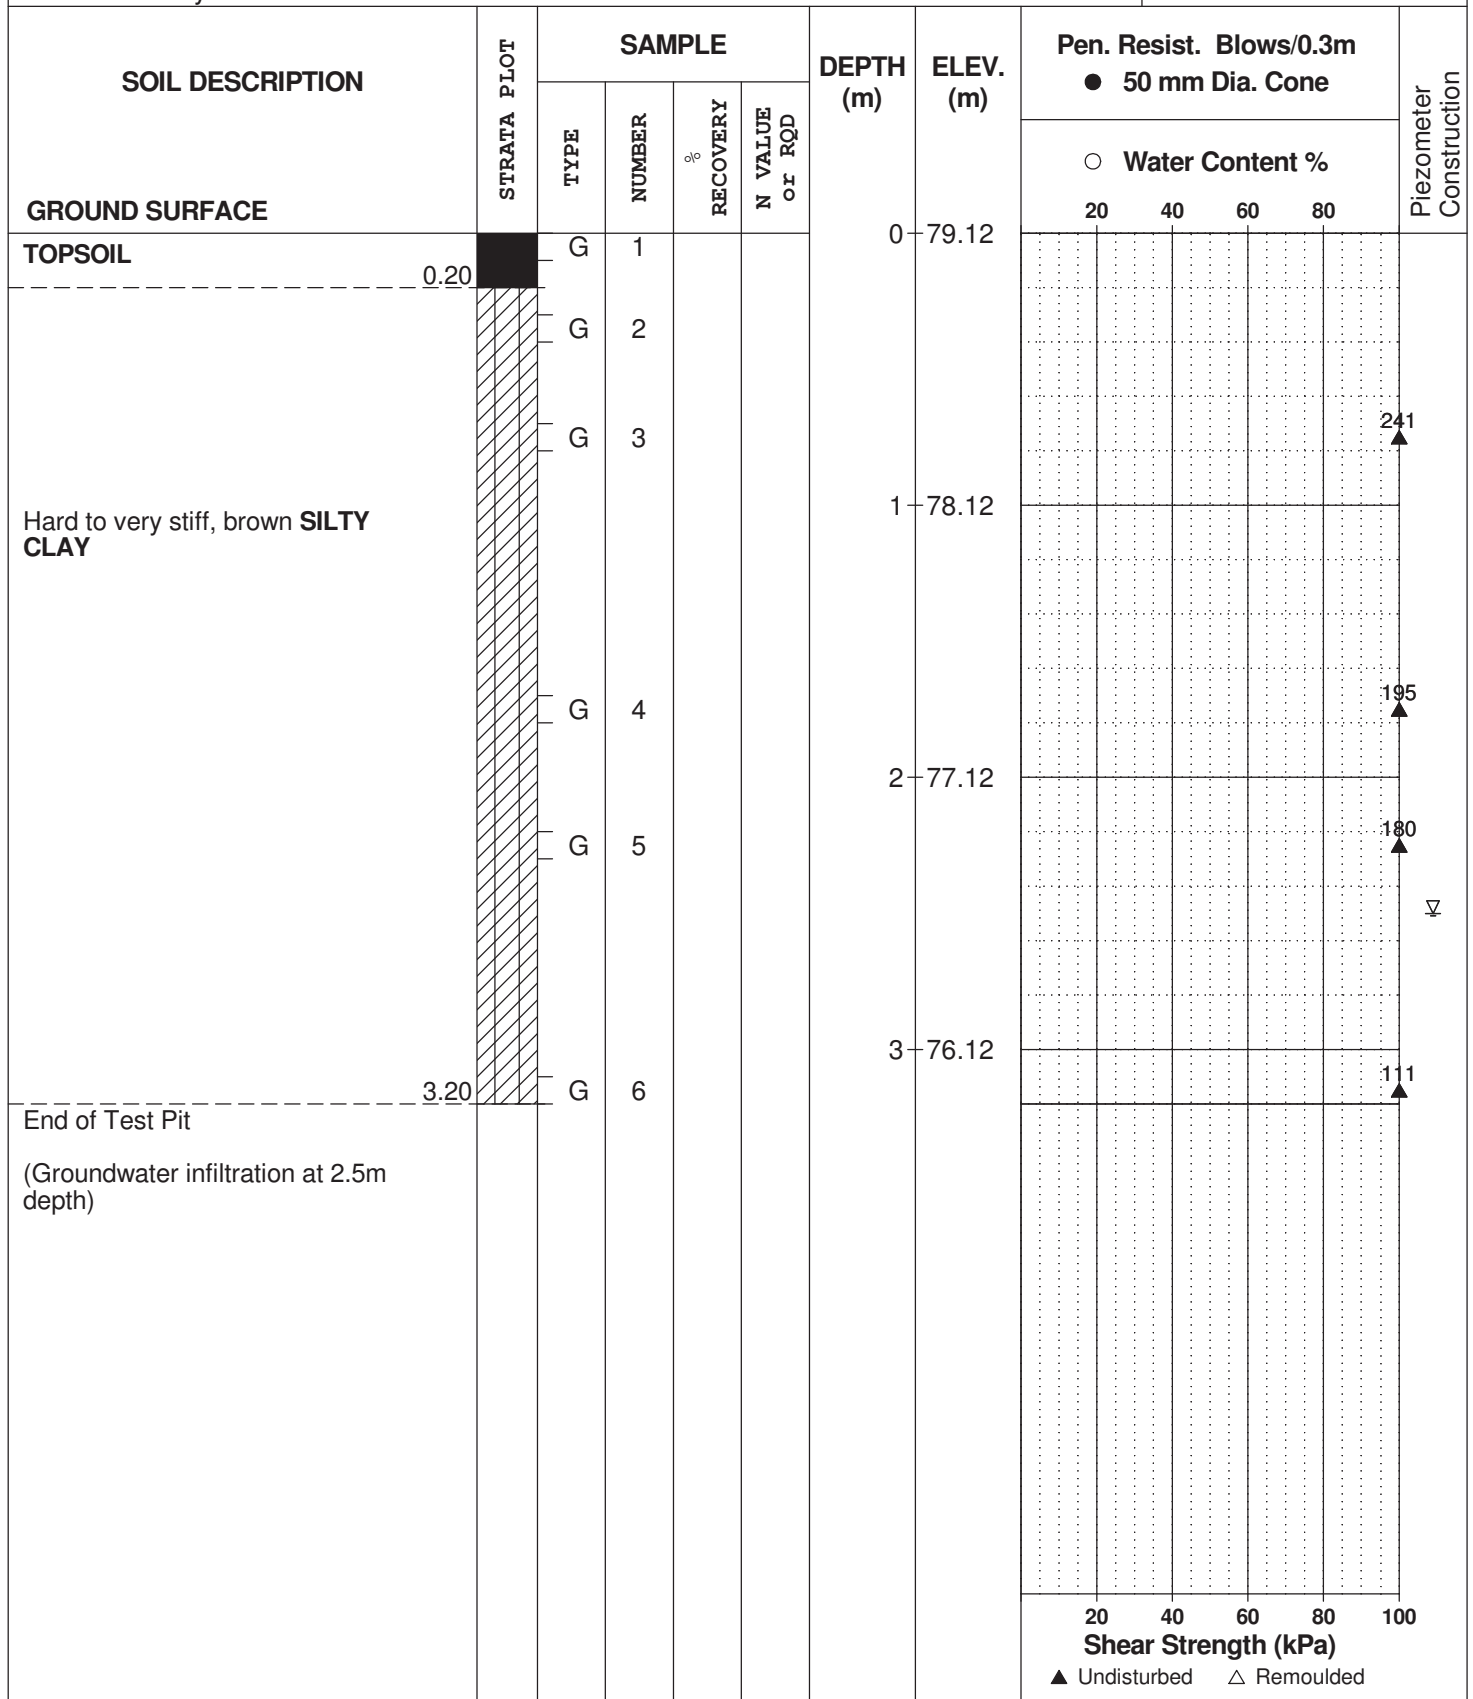 SOIL DESCRIPTION
GROUND SURFACE
STRATA PLOT
SAMPLE
TYPE
NUMBER
%
RECOVERY
N VALUE
or RQD
DEPTH
(m)
ELEV.
(m)
Pen. Resist. Blows/0.3m
● 50 mm Dia. Cone
○ Water Content %
20 40 60 80
Piezometer
Construction
TOPSOIL
0.20
G 1
0 79.12
G 2
G 3
241
1 78.12
Hard to very stiff, brown SILTY
CLAY
G 4
195
2 77.12
G 5
180
3 76.12
3.20
G 6
111
End of Test Pit
(Groundwater infiltration at 2.5m
depth)
20 40 60 80 100
Shear Strength (kPa)
▲ Undisturbed △ Remoulded